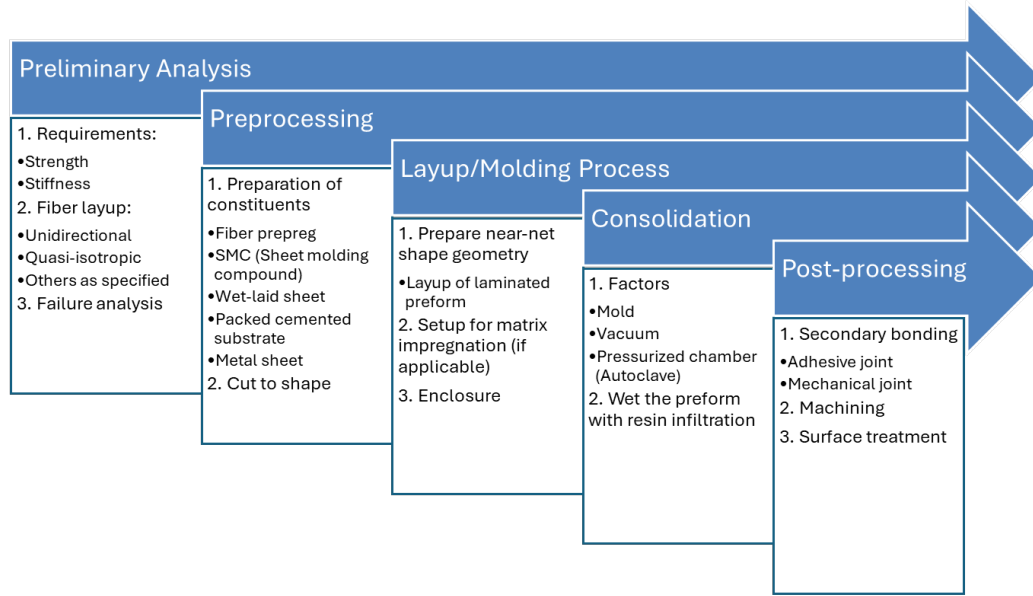 Preliminary Analysis
1. Requirements:
•Strength
•Stiffness
2. Fiber layup:
•Unidirectional
•Quasi-isotropic
•Others as specified
3. Failure analysis
Preprocessing
1. Preparation of
constituents
•Fiber prepreg
•SMC (Sheet molding
compound)
•Wet-laid sheet
•Packed cemented
substrate
•Metal sheet
2. Cut to shape
Layup/Molding Process
1. Prepare near-net
shape geometry
•Layup of laminated
preform
2. Setup for matrix
impregnation (if
applicable)
3. Enclosure
Consolidation
1. Factors
•Mold
•Vacuum
•Pressurized chamber
(Autoclave)
2. Wet the preform
with resin infiltration
Post-processing
1. Secondary bonding
•Adhesive joint
•Mechanical joint
2. Machining
3. Surface treatment